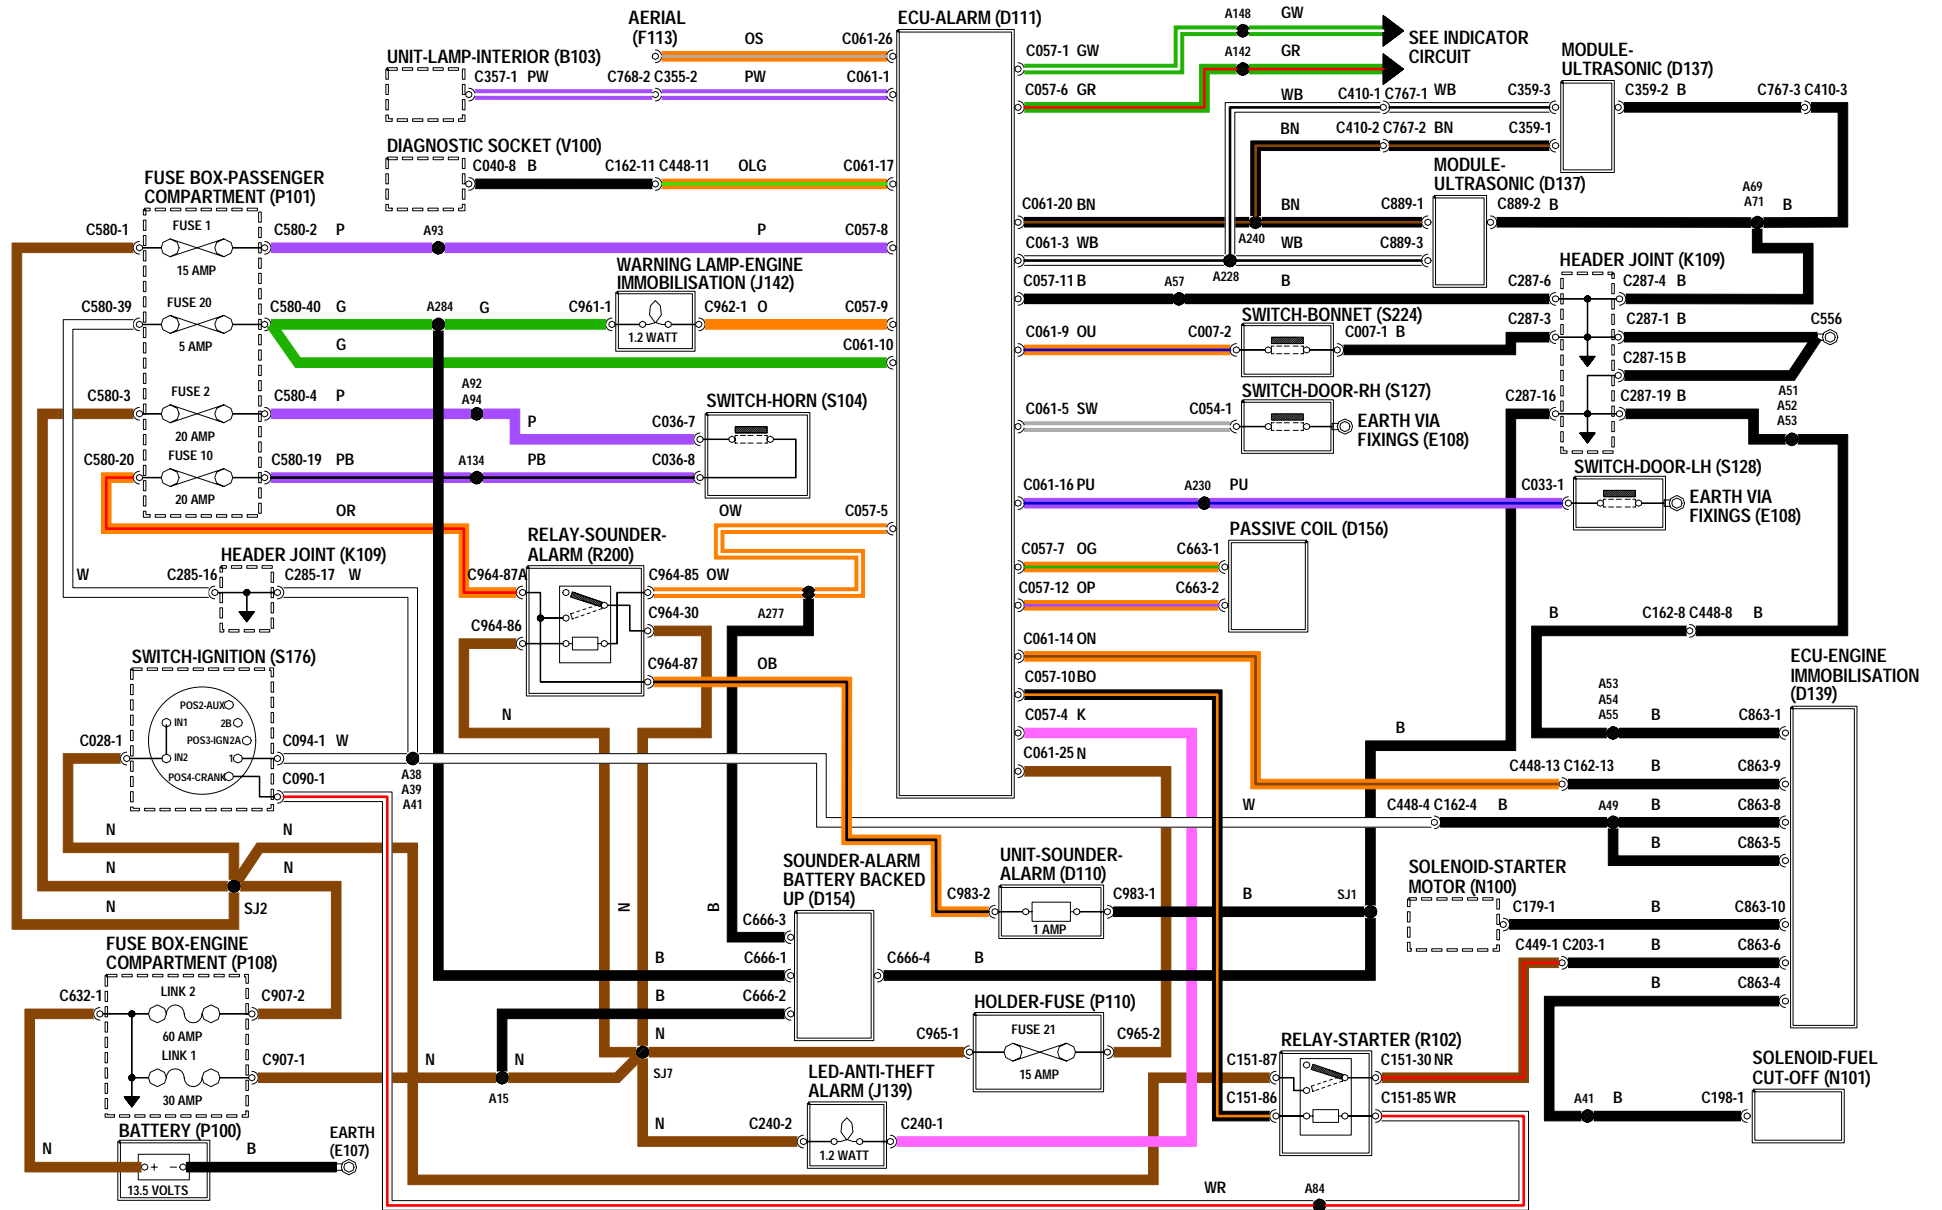 AERIAL
(F113)
OS
C061-26
ECU-ALARM (D111)
UNIT-LAMP-INTERIOR (B103)
C357-1 PW
C768-2 C355-2
PW
C061-1
DIAGNOSTIC SOCKET (V100)
C040-8 B
C162-11 C448-11
OLG
C061-17
FUSE BOX-PASSENGER
COMPARTMENT (P101)
C580-1
FUSE 1
15 AMP
C580-2 P
A93
P
C057-8
WARNING LAMP-ENGINE
IMMOBILISATION (J142)
C580-39
FUSE 20
5 AMP
C580-40 G
A284
G
C961-1
1.2 WATT
C962-1 O
C057-9
G
C061-10
C580-3
FUSE 2
20 AMP
C580-4 P
A92
A94
P
SWITCH-HORN (S104)
C036-7
C580-20
FUSE 10
20 AMP
C580-19 PB
A134
PB
C036-8
OR
OW
C057-5
RELAY-SOUNDER-
ALARM (R200)
HEADER JOINT (K109)
W
C285-16
C285-17 W
C964-87A
C964-85 OW
C964-86
C964-30
A277
C964-87
OB
SWITCH-IGNITION (S176)
POS2-AUX
IN1
2B
POS3-IGN2A
IN2
1
POS4-CRANK
C028-1
C094-1 W
C090-1
A38
A39
A41
N
N
N
N
N
N
SJ2
N
B
FUSE BOX-ENGINE
COMPARTMENT (P108)
C632-1
LINK 2
60 AMP
C907-2
LINK 1
30 AMP
C907-1
N
N
A15
BATTERY (P100)
N
13.5 VOLTS
B
EARTH
(E107)
SOUNDER-ALARM
BATTERY BACKED
UP (D154)
C666-3
B
C666-1
B
C666-2
C666-4
B
N
SJ7
N
LED-ANTI-THEFT
ALARM (J139)
C240-2
1.2 WATT
C240-1
UNIT-SOUNDER-
ALARM (D110)
C983-2
1 AMP
C983-1
B
SJ1
HOLDER-FUSE (P110)
C965-1
FUSE 21
15 AMP
C965-2
C057-1 GW
A148
GW
C057-6 GR
A142
GR
SEE INDICATOR
CIRCUIT
MODULE-
ULTRASONIC (D137)
WB
C410-1 C767-1 WB
C359-3
C359-2 B
C767-3 C410-3
BN
C410-2 C767-2 BN
C359-1
MODULE-
ULTRASONIC (D137)
C061-20 BN
A240
BN
C889-1
C889-2 B
A69
A71
B
C061-3 WB
A228
WB
C889-3
HEADER JOINT (K109)
C057-11 B
A57
B
C287-6
C287-4 B
SWITCH-BONNET (S224)
C061-9 OU
C007-2
C007-1 B
C287-3
C287-1 B
C556
C287-15 B
SWITCH-DOOR-RH (S127)
C061-5 SW
C054-1
EARTH VIA
FIXINGS (E108)
C287-16
C287-19 B
A51
A52
A53
SWITCH-DOOR-LH (S128)
C061-16 PU
A230
PU
C033-1
EARTH VIA
FIXINGS (E108)
PASSIVE COIL (D156)
C057-7 OG
C663-1
C057-12 OP
C663-2
C061-14 ON
C057-10 BO
C057-4 K
C061-25 N
B
C162-8 C448-8
B
ECU-ENGINE
IMMOBILISATION
(D139)
A53
A54
A55
B
C863-1
B
C448-13 C162-13
B
C863-9
W
C448-4 C162-4
B
A49
B
C863-8
B
C863-5
SOLENOID-STARTER
MOTOR (N100)
C179-1
B
C863-10
C449-1 C203-1
B
C863-6
B
C863-4
RELAY-STARTER (R102)
C151-87
C151-30 NR
C151-86
C151-85 WR
SOLENOID-FUEL
CUT-OFF (N101)
A41
B
C198-1
WR
A84